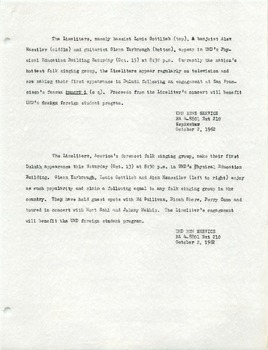 The Limeliters, namely bassist Louis Gottlieb (top), & banjoist Alex
Hassilev (middle) and guitarist Glenn Yarbrough (bottom), appear in UMD's Phy-
sical Education Building Saturday (Oct. 13) at 8:30 p.m. Currently the nation's
hottest folk singing group, the Limeliters appear regularly on television and
are making their first appearance in Duluth following an engagement at San Fran-
cisco's famous hungry i (s q). Proceeds from the Limeliter's concert will benefit
UMD's foreign foreign student program.
UMD NEWS SERVICE
RA 4-8801 Ext 210
October 2, 1962
The Limeliters, America's foremost folk singing group, make their first
Duluth appearance this Saturday (Oct. 13) at 8:30 p.m. in UMD's Physical Education
Building. Glenn Yarbrough, Louis Gottlieb and Alex Hassilev (left to right) enjoy
as much popularity and claim a following equal to any folk singing group in the
country. They have held guest spots with Ed Sullivan, Dinah Shore, Perry Como and
toured in concert with Mort Sahl and Johnny Mathis. The Limeliter's engagement
will benefit the UMD foreign student program.
UMD NEWS SERVICE
RA 4-8801 Ext 210
October 2, 1962